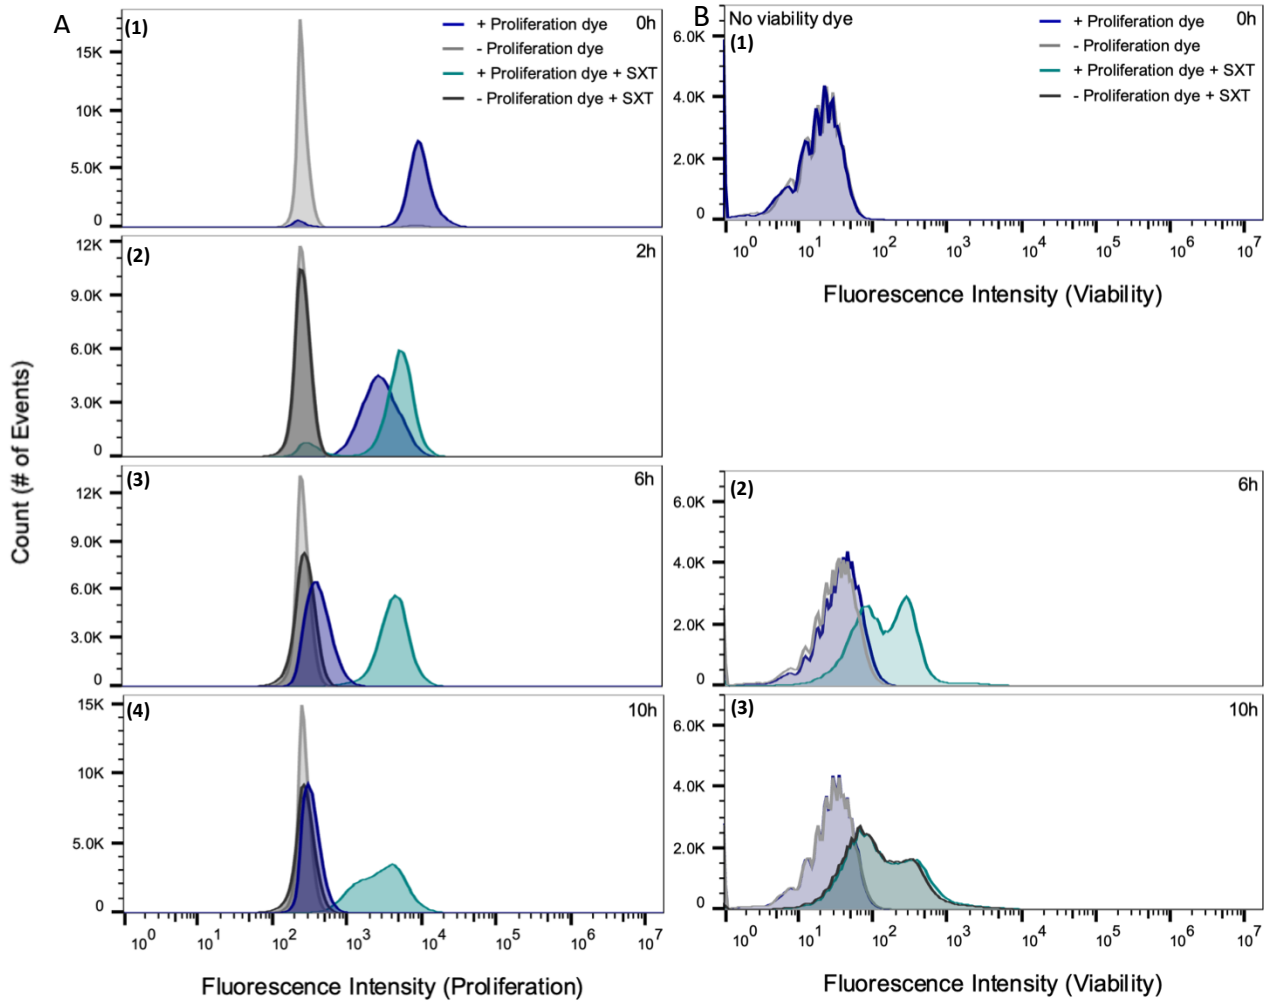 A
(1)
+ Proliferation dye
- Proliferation dye
+ Proliferation dye + SXT
- Proliferation dye + SXT
0h
15K
10K
5.0K
0
(2)
2h
12K
9.0K
6.0K
3.0K
0
(3)
6h
12K
9.0K
6.0K
3.0K
0
(4)
10h
15K
10K
5.0K
0
10^0 10^1 10^2 10^3 10^4 10^5 10^6 10^7
Fluorescence Intensity (Proliferation)
Count (# of Events)
B
No viability dye
(1)
+ Proliferation dye
- Proliferation dye
+ Proliferation dye + SXT
- Proliferation dye + SXT
0h
6.0K
4.0K
2.0K
0
10^0 10^1 10^2 10^3 10^4 10^5 10^6 10^7
Fluorescence Intensity (Viability)
(2)
6h
6.0K
4.0K
2.0K
0
(3)
10h
6.0K
4.0K
2.0K
0
10^0 10^1 10^2 10^3 10^4 10^5 10^6 10^7
Fluorescence Intensity (Viability)